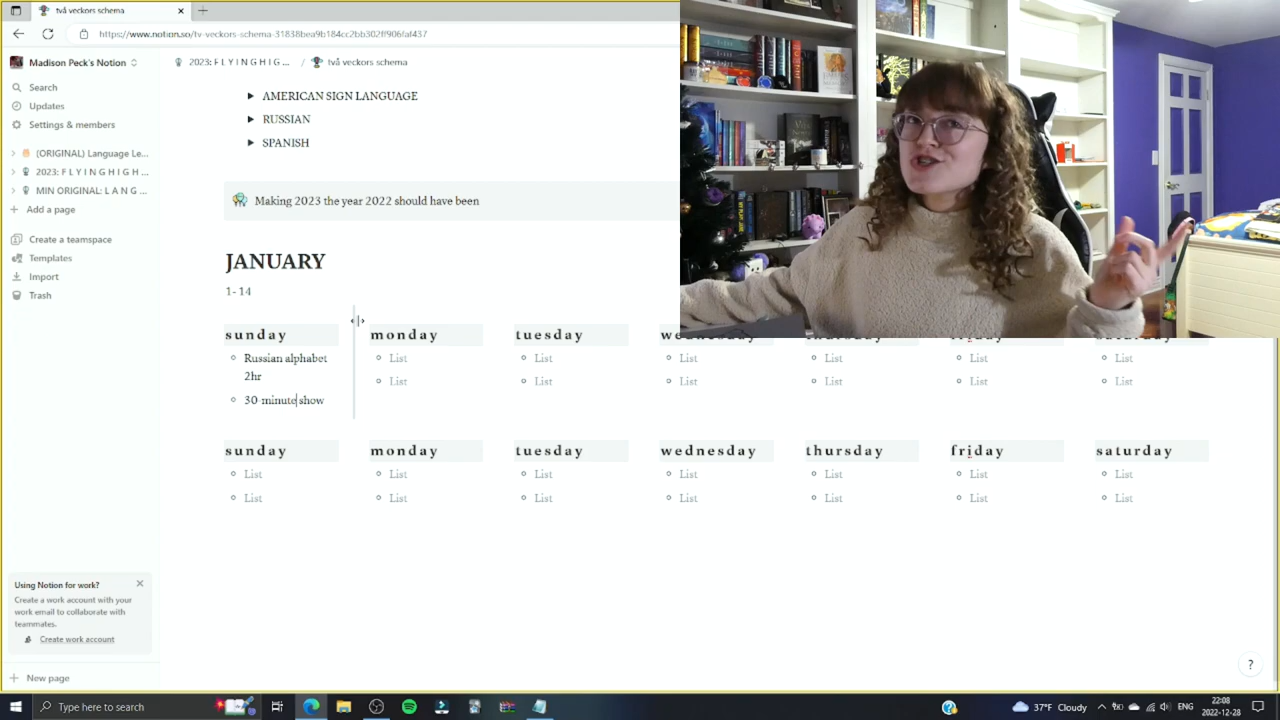 två veckors schema
https://www.notion.so/tv-veckors-schema-31838bea9b184cc2bb302ff906faf437
Madison Peck's Notion
2023: F L Y I N G H I G ... / två veckors schema
Search
Updates
Settings & members
(ORIGINAL) Language Le...
2023: F L Y I N G H I G H ...
MIN ORIGINAL: L A N G ...
Add a page
Create a teamspace
Templates
Import
Trash
AMERICAN SIGN LANGUAGE
RUSSIAN
SPANISH
Making 2023 the year 2022 should have been
JANUARY
1-14
sunday monday tuesday
Russian alphabet List List List List List List
2hr
List List List List List List
30 minute show
sunday monday tuesday wednesday thursday friday saturday
List List List List List List List
List List List List List List List
Using Notion for work?
Create a work account with your
work email to collaborate with
teammates.
Create work account
New page
?
Type here to search
37°F Cloudy
ENG
22:08
2022-12-28